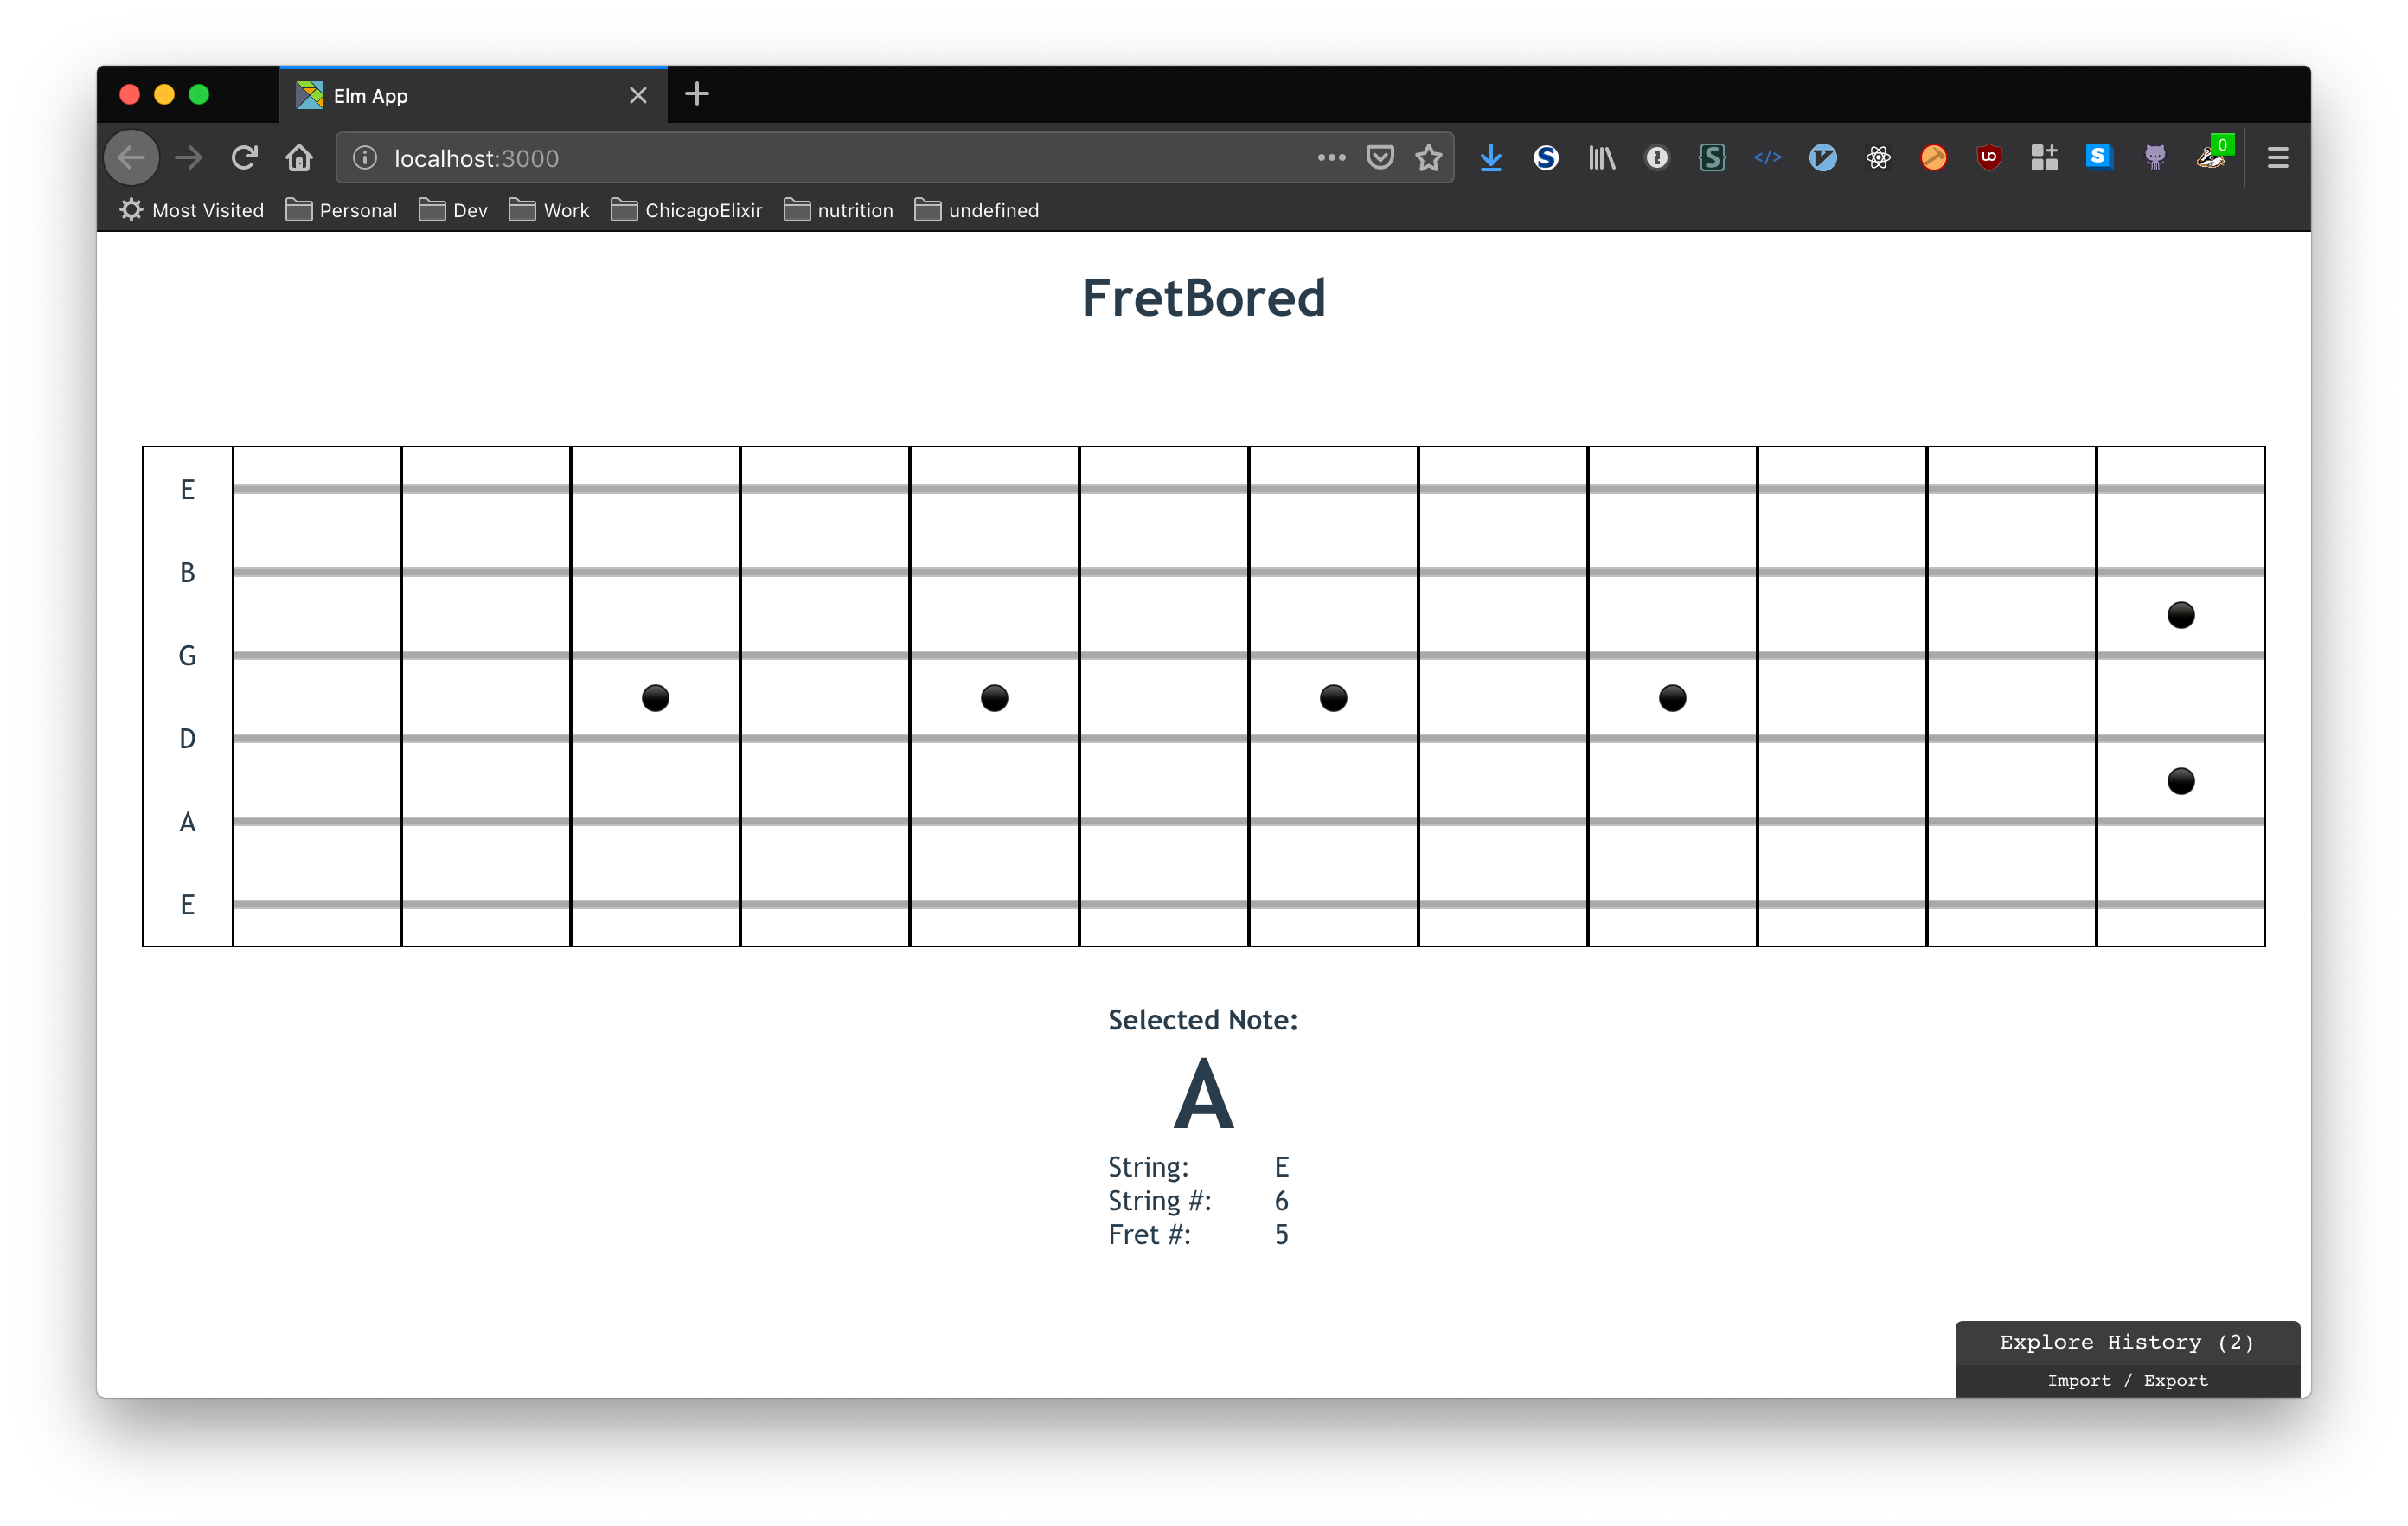 Elm App
localhost:3000
0
Most Visited Personal Dev Work ChicagoElixir nutrition undefined
FretBored
E
B
G
D
A
E
Selected Note:
A
String: E
String #: 6
Fret #: 5
Explore History (2)
Import / Export